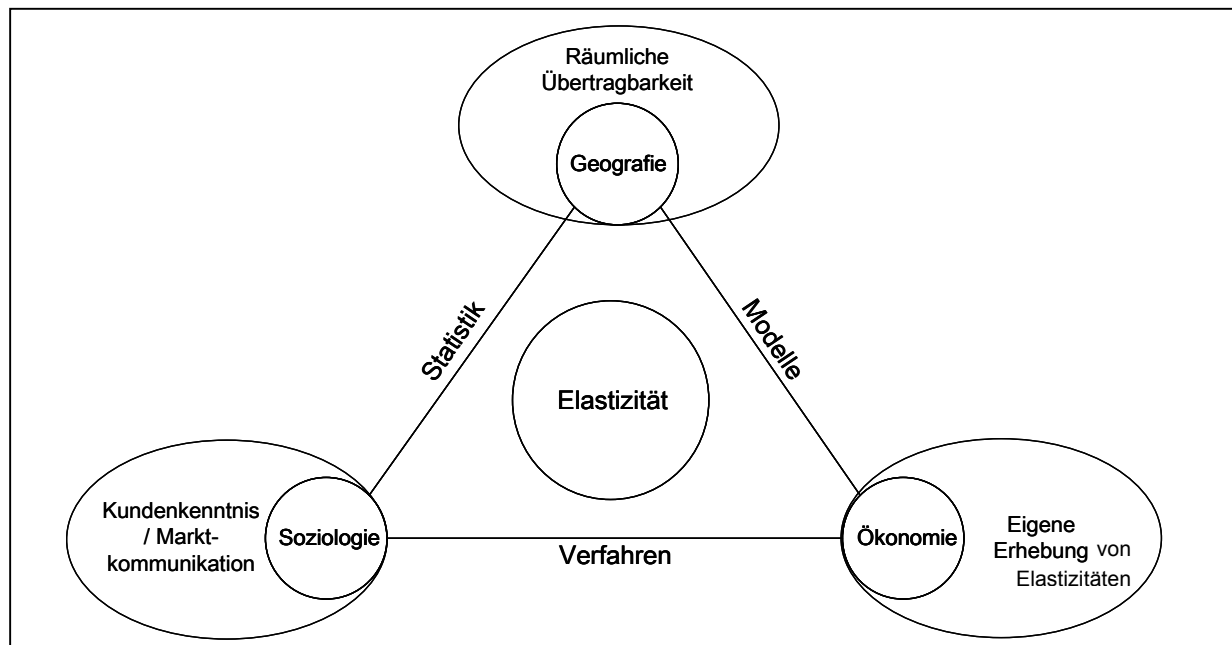 Räumliche
Übertragbarkeit
Geografie
Statistik
Modelle
Elastizität
Kundenkenntnis
/ Markt-
kommunikation
Soziologie
Verfahren
Ökonomie
Eigene
Erhebung von
Elastizitäten